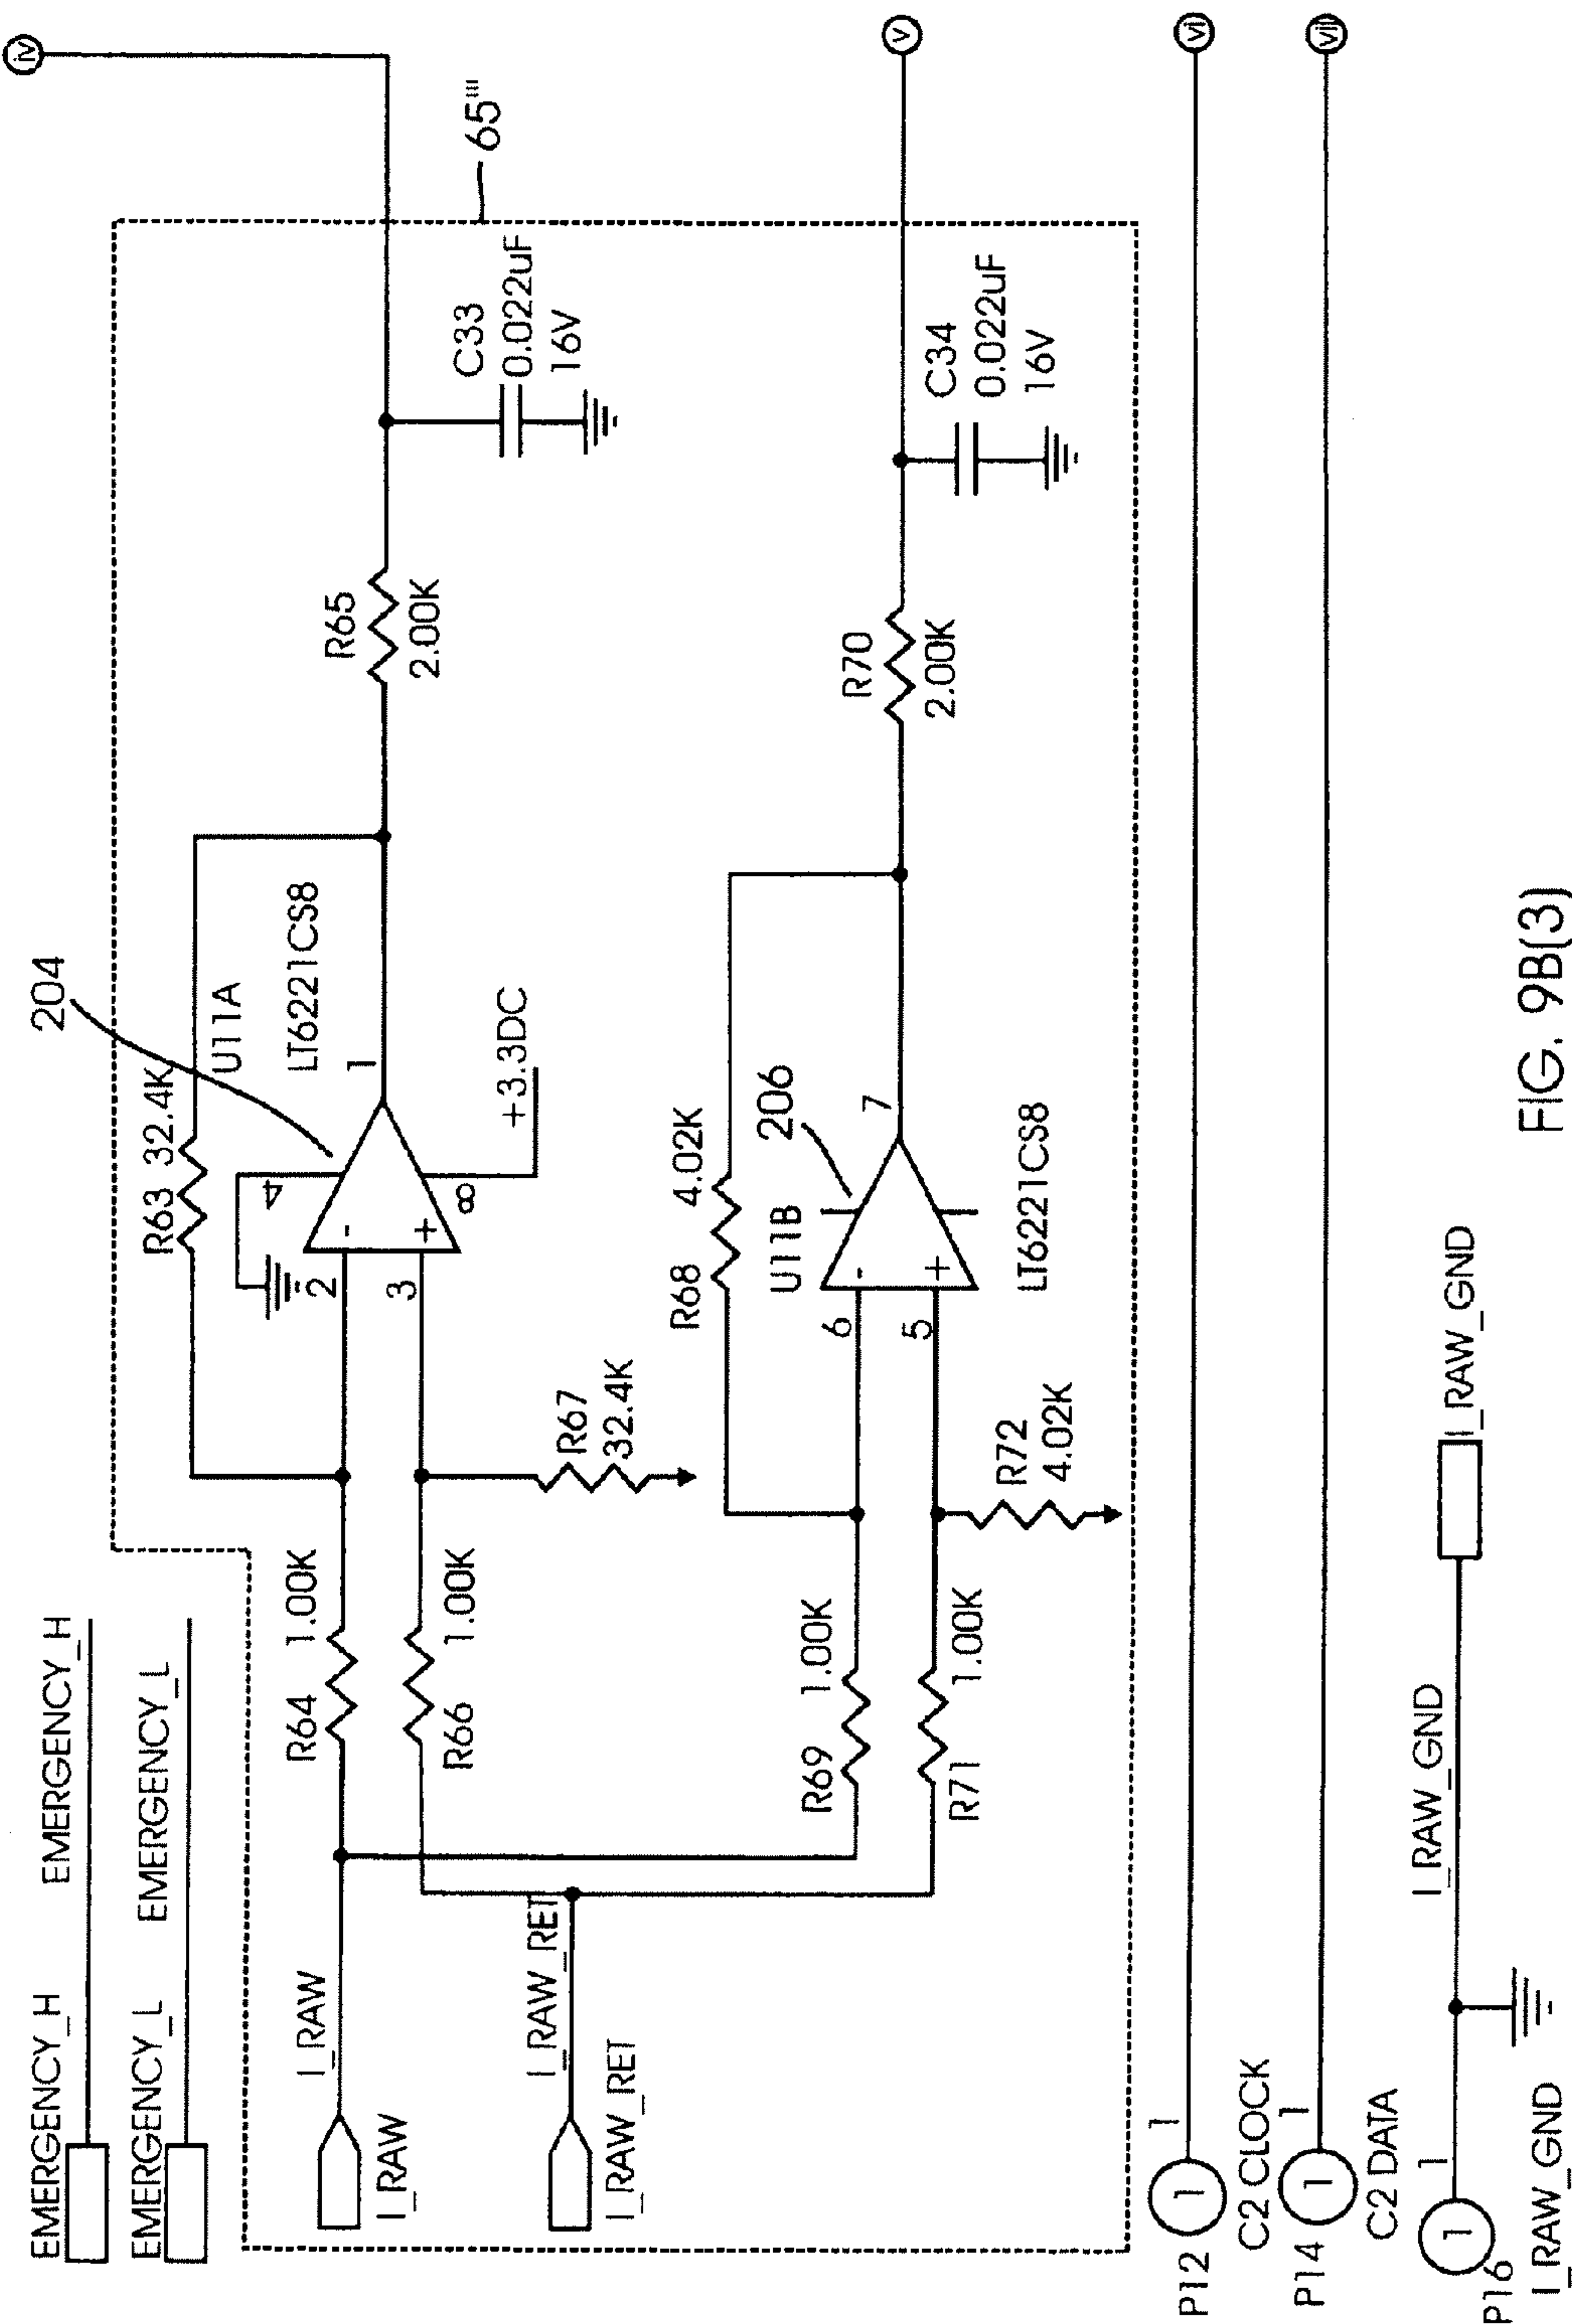 EMERGENCY_H EMERGENCY_H
EMERGENCY_L EMERGENCY_L
204
iv
65'''
R63 32.4K
U11A
LT6221CS8
4
I_RAW
I_RAW
R64 1.00K
2
-
1
R65
2.00K
C33
0.022uF
16V
3
+
8
+3.3DC
R66 1.00K
R67
32.4K
I_RAW_RET
I_RAW_RET
R68 4.02K
U11B
206
R69 1.00K
6
-
7
R70
2.00K
v
5
+
C34
0.022uF
16V
R71 1.00K
R72
4.02K
LT6221CS8
P12
1
1
C2 CLOCK
vi
P14
1
1
C2 DATA
vii
P16
1
1
I_RAW_GND
I_RAW_GND
I_RAW_GND
FIG. 9B(3)